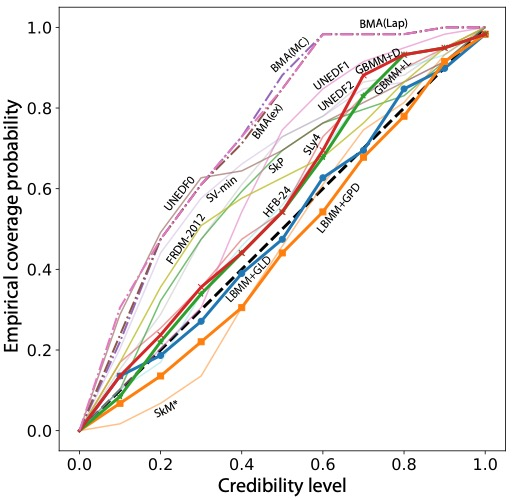 Empirical coverage probability
1.0
0.8
0.6
0.4
0.2
0.0
BMA(Lap)
BMA(MC)
BMA(ex)
UNEDF1
GBMM+D
GBMM+L
UNEDF2
SLy4
SkP
UNEDF0
SV-min
HFB-24
FRDM-2012
LBMM+GPD
LBMM+GLD
SkM*
0.0 0.2 0.4 0.6 0.8 1.0
Credibility level